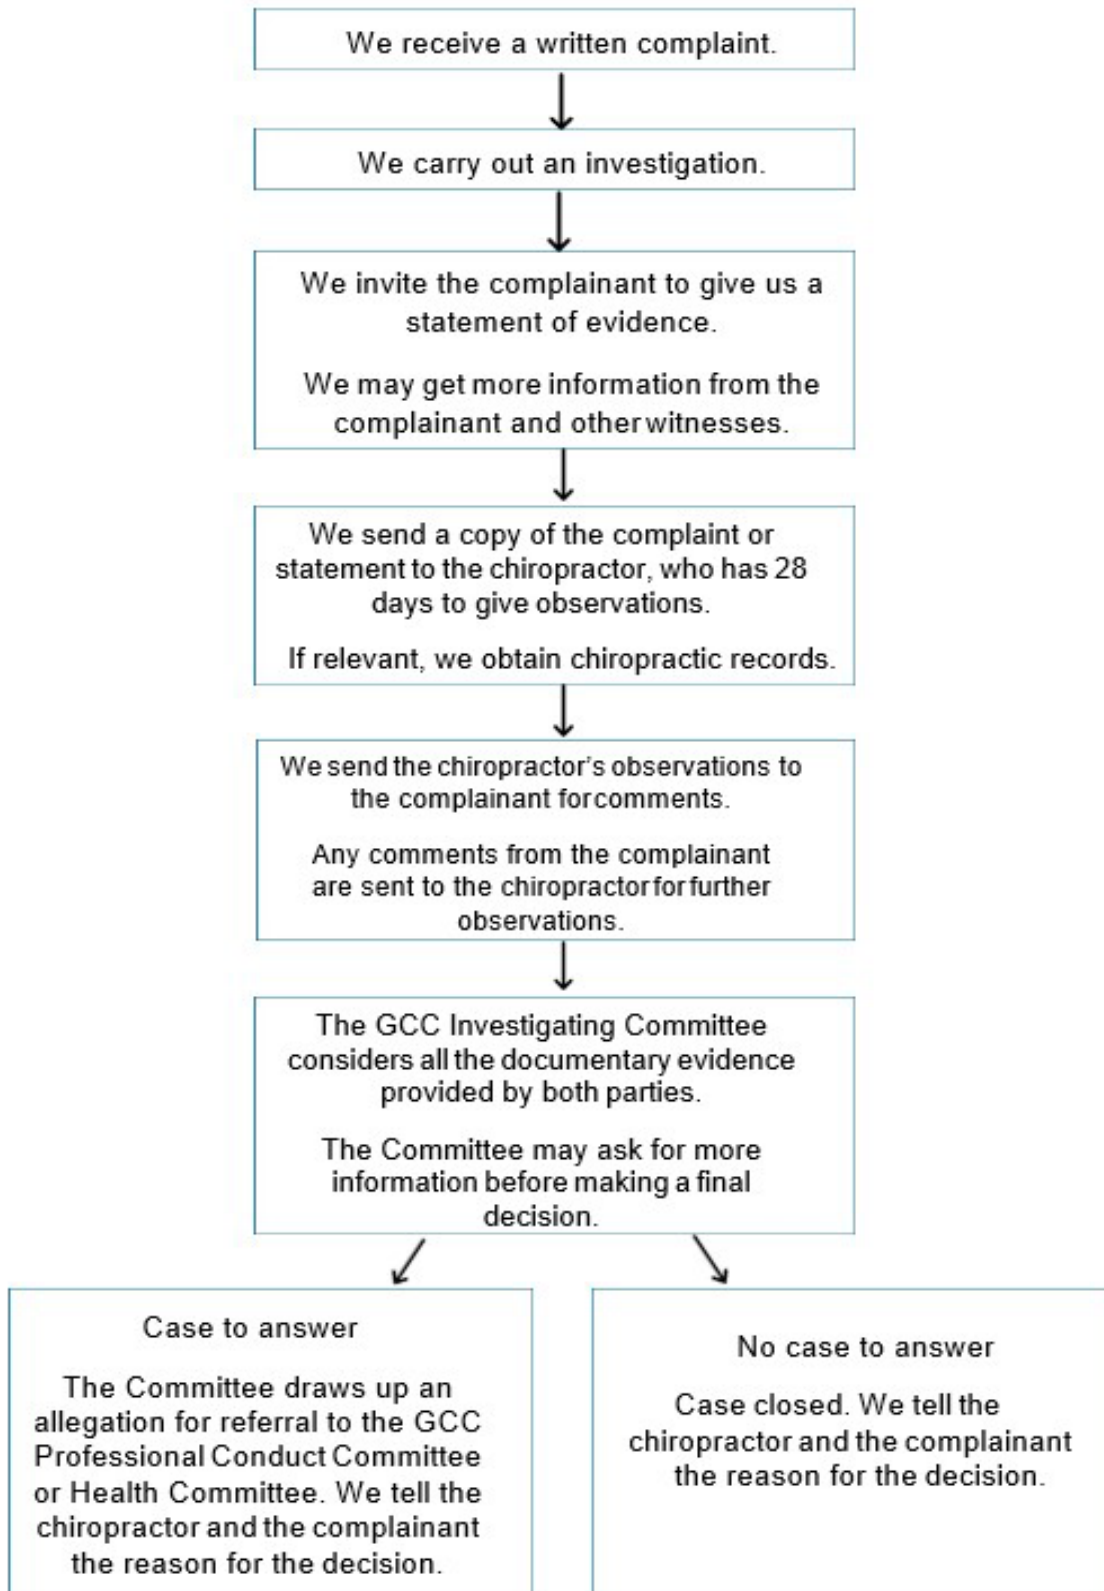 We receive a written complaint.
We carry out an investigation.
We invite the complainant to give us a
statement of evidence.
We may get more information from the
complainant and other witnesses.
We send a copy of the complaint or
statement to the chiropractor, who has 28
days to give observations.
If relevant, we obtain chiropractic records.
We send the chiropractor's observations to
the complainant for comments.
Any comments from the complainant
are sent to the chiropractor for further
observations.
The GCC Investigating Committee
considers all the documentary evidence
provided by both parties.
The Committee may ask for more
information before making a final
decision.
Case to answer
The Committee draws up an
allegation for referral to the GCC
Professional Conduct Committee
or Health Committee. We tell the
chiropractor and the complainant
the reason for the decision.
No case to answer
Case closed. We tell the
chiropractor and the complainant
the reason for the decision.